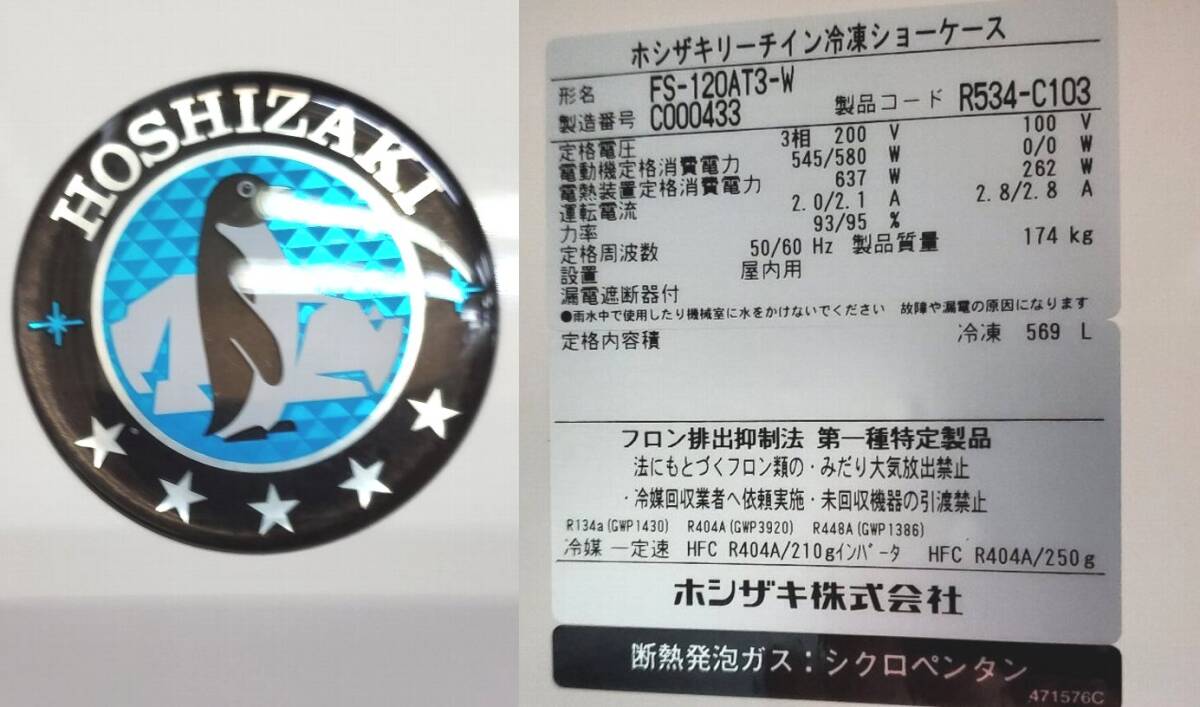 HOSHIZAKI
ホシザキリーチイン冷凍ショーケース
形名 FS-120AT3-W
製造番号 C000433 製品コード R534-C103
定格電圧 3相 200 V 100 V
電動機定格消費電力 545/580 W 0/0 W
電熱装置定格消費電力 637 W 262 W
運転電流 2.0/2.1 A 2.8/2.8 A
力率 93/95 %
定格周波数 50/60 Hz 製品質量 174 kg
設置 屋内用
漏電遮断器付
●雨水中で使用したり機械室に水をかけないでください 故障や漏電の原因になります
定格内容積 冷凍 569 L
フロン排出抑制法 第一種特定製品
法にもとづくフロン類の・みだり大気放出禁止
・冷媒回収業者へ依頼実施・未回収機器の引渡禁止
R134a(GWP1430) R404A(GWP3920) R448A(GWP1386)
冷媒 一定速 HFC R404A/210gインバータ HFC R404A/250g
ホシザキ株式会社
断熱発泡ガス:シクロペンタン
471576C